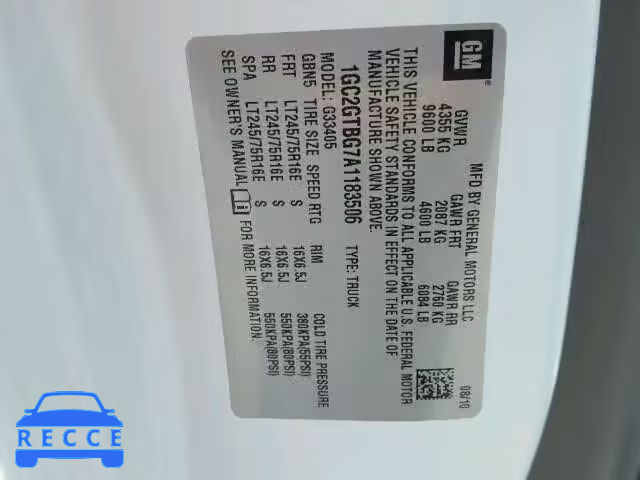 GM
®
MFD BY GENERAL MOTORS LLC
08/10
GVWR GAWR FRT GAWR RR
4355 KG 2087 KG 2760 KG
9600 LB 4600 LB 6084 LB
THIS VEHICLE CONFORMS TO ALL APPLICABLE U.S. FEDERAL MOTOR
VEHICLE SAFETY STANDARDS IN EFFECT ON THE DATE OF
MANUFACTURE SHOWN ABOVE.
1GC2GTBG7A1183506 TYPE: TRUCK
MODEL: G33405
GBN5 TIRE SIZE SPEED RTG RIM COLD TIRE PRESSURE
FRT LT245/75R16E S 16X6.5J 380KPA(55PSI)
RR LT245/75R16E S 16X6.5J 550KPA(80PSI)
SPA LT245/75R16E S 16X6.5J 550KPA(80PSI)
SEE OWNER'S MANUAL FOR MORE INFORMATION.
RECCE